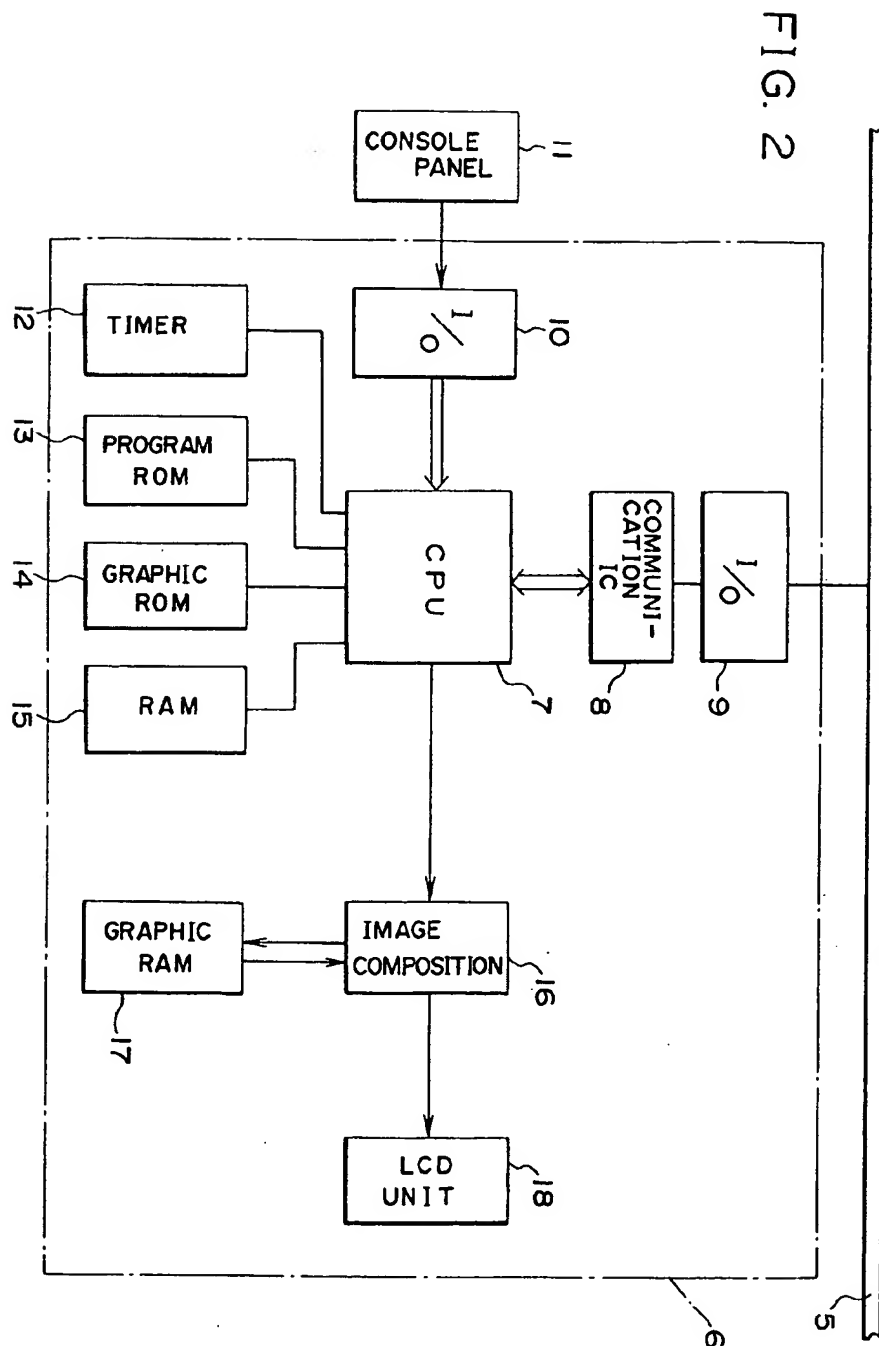 FIG. 2
5
11
CONSOLE
PANEL
10
I/O
9
I/O
8
COMMUNI-
CATION
IC
7
CPU
12
TIMER
13
PROGRAM
ROM
14
GRAPHIC
ROM
15
RAM
16
IMAGE
COMPOSITION
17
GRAPHIC
RAM
18
LCD
UNIT
6